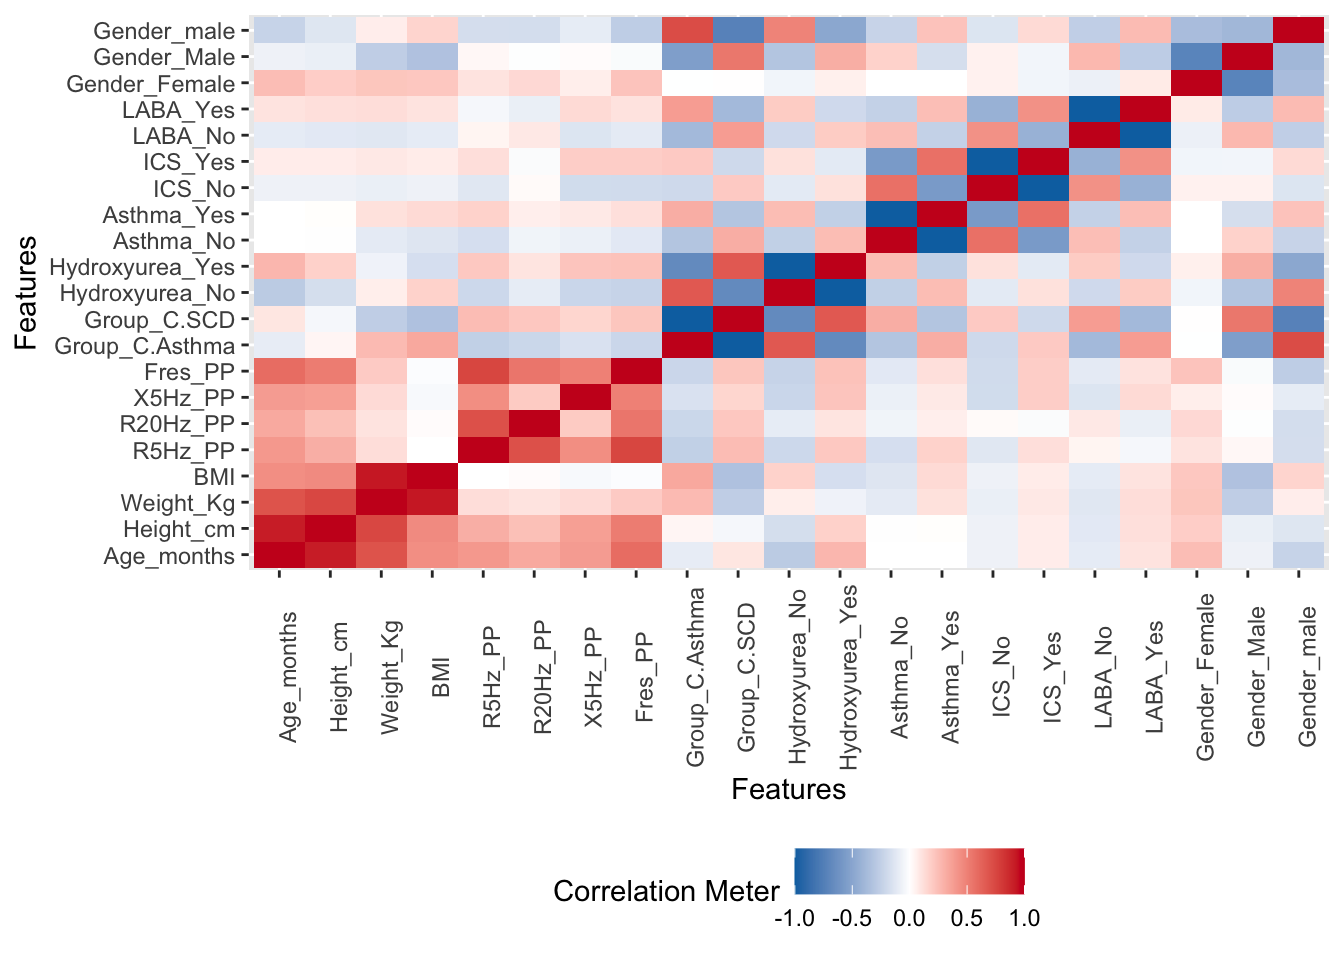 Gender_male
Gender_Male
Gender_Female
LABA_Yes
LABA_No
ICS_Yes
ICS_No
Asthma_Yes
Asthma_No
Hydroxyurea_Yes
Hydroxyurea_No
Group_C.SCD
Group_C.Asthma
Fres_PP
X5Hz_PP
R20Hz_PP
R5Hz_PP
BMI
Weight_Kg
Height_cm
Age_months
Features
Age_months
Height_cm
Weight_Kg
BMI
R5Hz_PP
R20Hz_PP
X5Hz_PP
Fres_PP
Group_C.Asthma
Group_C.SCD
Hydroxyurea_No
Hydroxyurea_Yes
Asthma_No
Asthma_Yes
ICS_No
ICS_Yes
LABA_No
LABA_Yes
Gender_Female
Gender_Male
Gender_male
Features
Correlation Meter
-1.0 -0.5 0.0 0.5 1.0